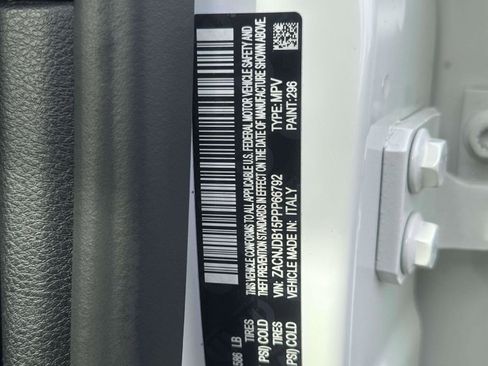 586 LB TIRES
PSI) COLD
THIS VEHICLE CONFORMS TO ALL APPLICABLE U.S. FEDERAL MOTOR VEHICLE SAFETY AND
THEFT PREVENTION STANDARDS IN EFFECT ON THE DATE OF MANUFACTURE SHOWN ABOVE.
VIN: ZACNJDB15PPP66792 TYPE: MPV
VEHICLE MADE IN: ITALY PAINT: 296
TIRES
(PSI) COLD